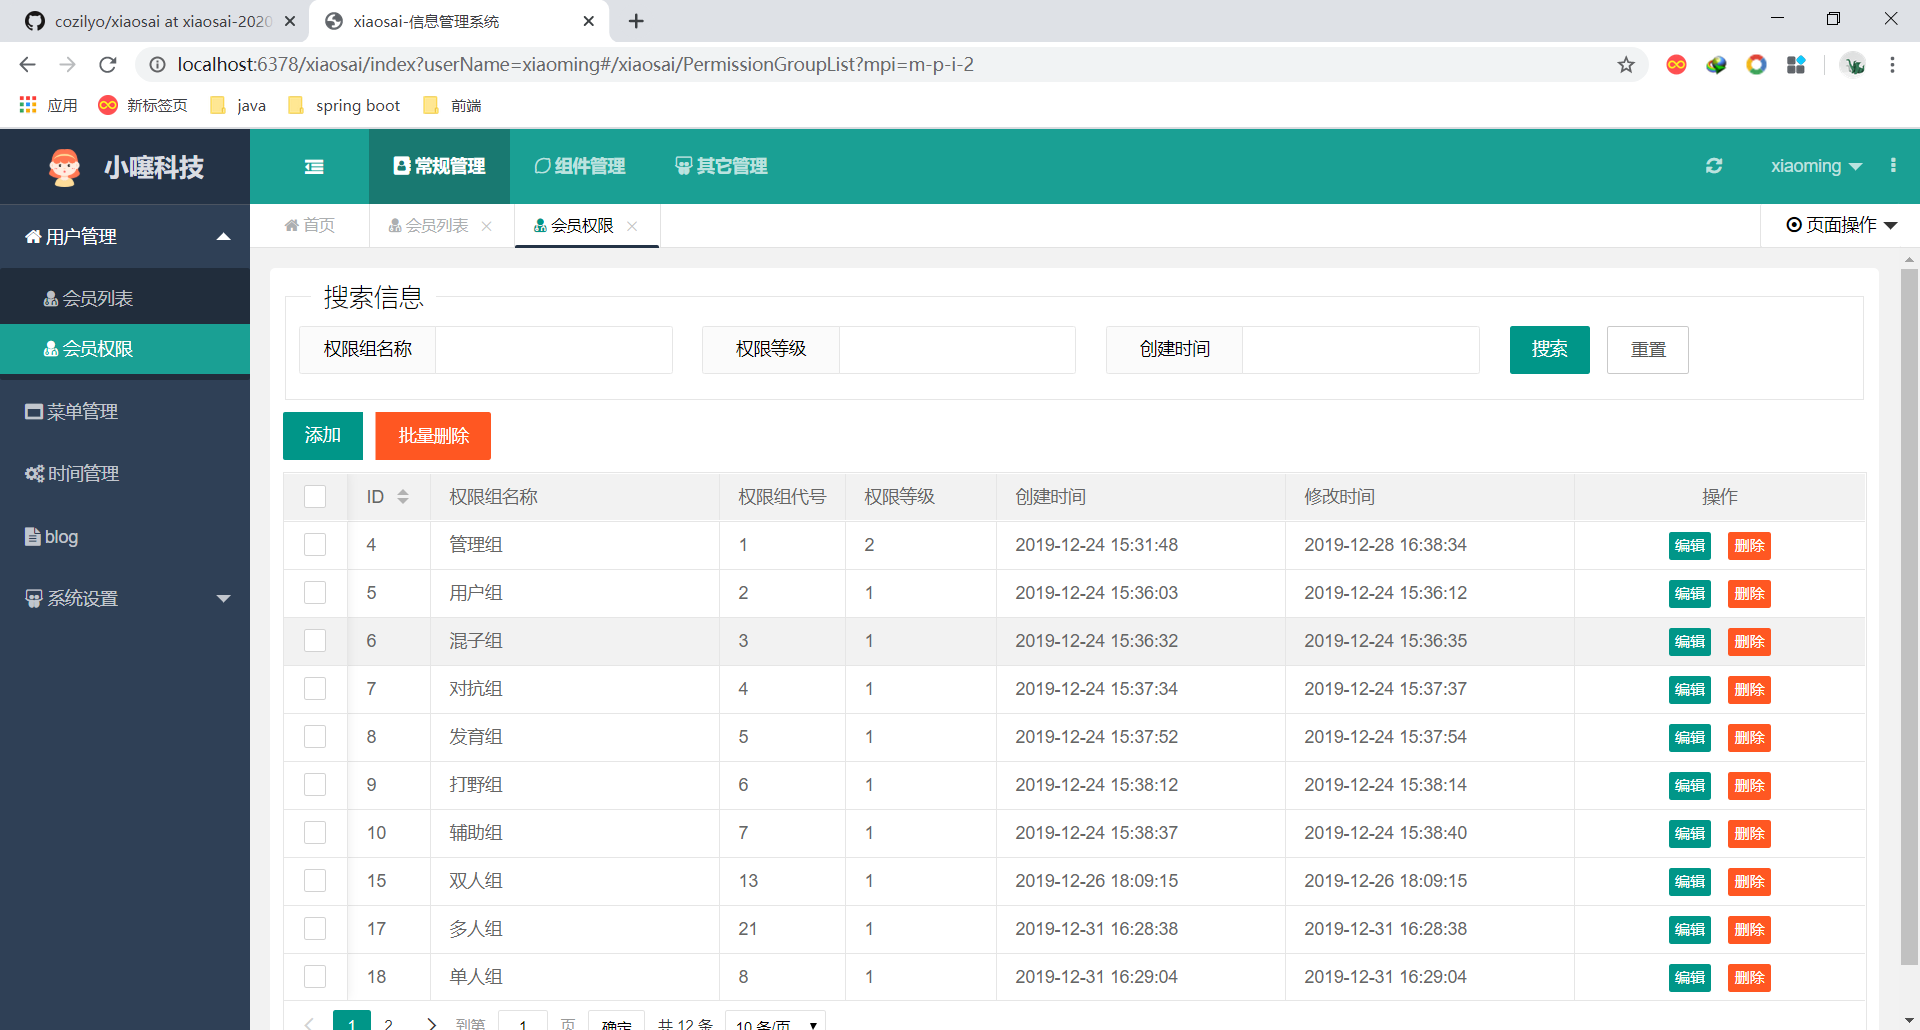 cozilyo/xiaosai at xiaosai-2020
xiaosai-信息管理系统
localhost:6378/xiaosai/index?userName=xiaoming#/xiaosai/PermissionGroupList?mpi=m-p-i-2
应用 新标签页 java spring boot 前端
小噻科技 常规管理 组件管理 其它管理 xiaoming
用户管理
首页 会员列表 会员权限 页面操作
会员列表
会员权限
菜单管理
时间管理
blog
系统设置
搜索信息
权限组名称 权限等级 创建时间 搜索 重置
添加 批量删除
ID 权限组名称 权限组代号 权限等级 创建时间 修改时间 操作
4 管理组 1 2 2019-12-24 15:31:48 2019-12-28 16:38:34 编辑 删除
5 用户组 2 1 2019-12-24 15:36:03 2019-12-24 15:36:12 编辑 删除
6 混子组 3 1 2019-12-24 15:36:32 2019-12-24 15:36:35 编辑 删除
7 对抗组 4 1 2019-12-24 15:37:34 2019-12-24 15:37:37 编辑 删除
8 发育组 5 1 2019-12-24 15:37:52 2019-12-24 15:37:54 编辑 删除
9 打野组 6 1 2019-12-24 15:38:12 2019-12-24 15:38:14 编辑 删除
10 辅助组 7 1 2019-12-24 15:38:37 2019-12-24 15:38:40 编辑 删除
15 双人组 13 1 2019-12-26 18:09:15 2019-12-26 18:09:15 编辑 删除
17 多人组 21 1 2019-12-31 16:28:38 2019-12-31 16:28:38 编辑 删除
18 单人组 8 1 2019-12-31 16:29:04 2019-12-31 16:29:04 编辑 删除
1 2 到第 1 页 确定 共 12 条 10 条/页